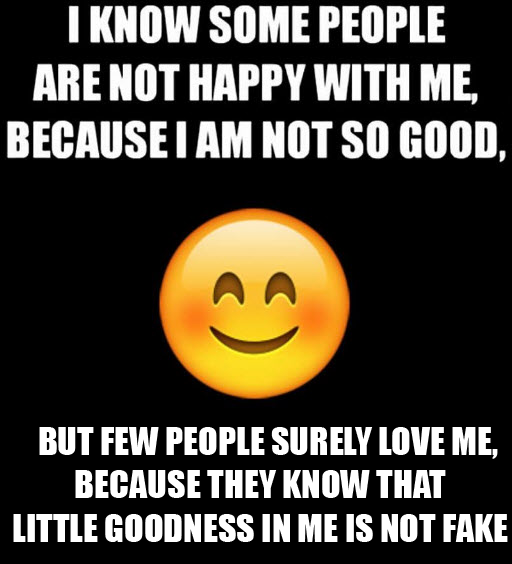 I KNOW SOME PEOPLE
ARE NOT HAPPY WITH ME,
BECAUSE I AM NOT SO GOOD,
BUT FEW PEOPLE SURELY LOVE ME,
BECAUSE THEY KNOW THAT
LITTLE GOODNESS IN ME IS NOT FAKE